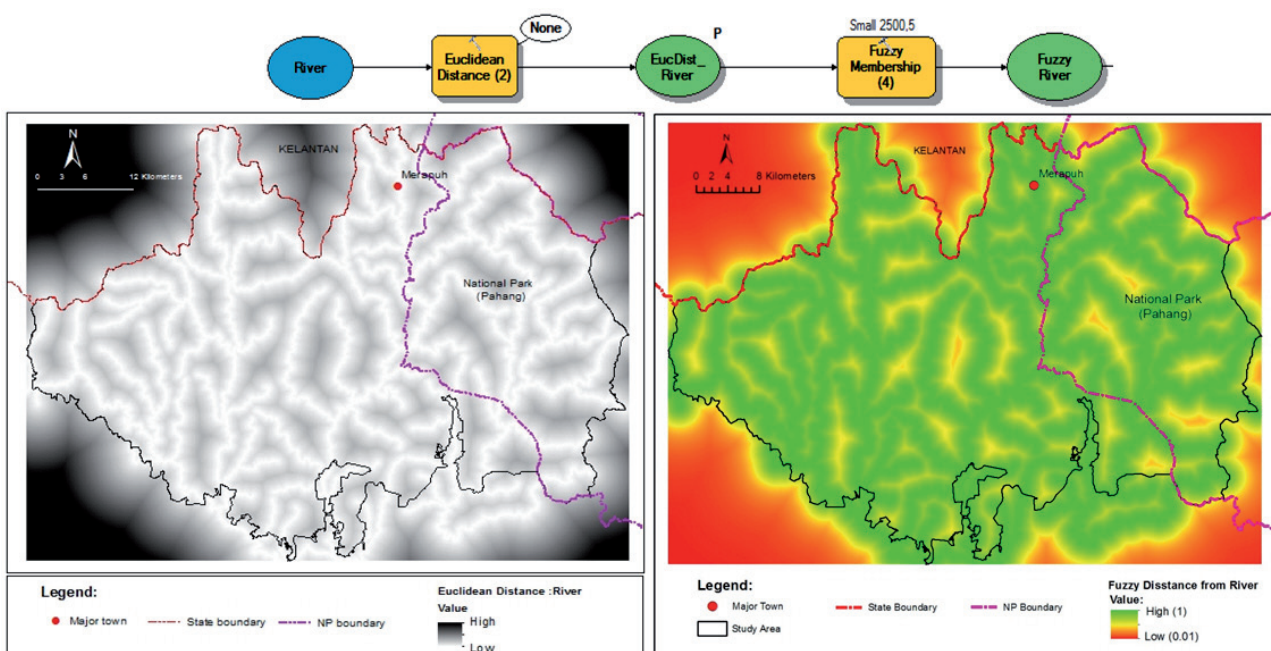 None
Small 2500,5
P
River
Euclidean
Distance (2)
EucDist_
River
Fuzzy
Membership
(4)
Fuzzy
River
N
KELANTAN
Merapuh
0 3 6 12 Kilometers
National Park
(Pahang)
Legend:
Major town
State boundary
NP boundary
Euclidean Distance :River
Value
High
Low
N
KELANTAN
Merapuh
0 2 4 8 Kilometers
National Park
(Pahang)
Legend:
Major Town
State Boundary
NP Boundary
Study Area
Fuzzy Disstance from River
Value:
High (1)
Low (0.01)